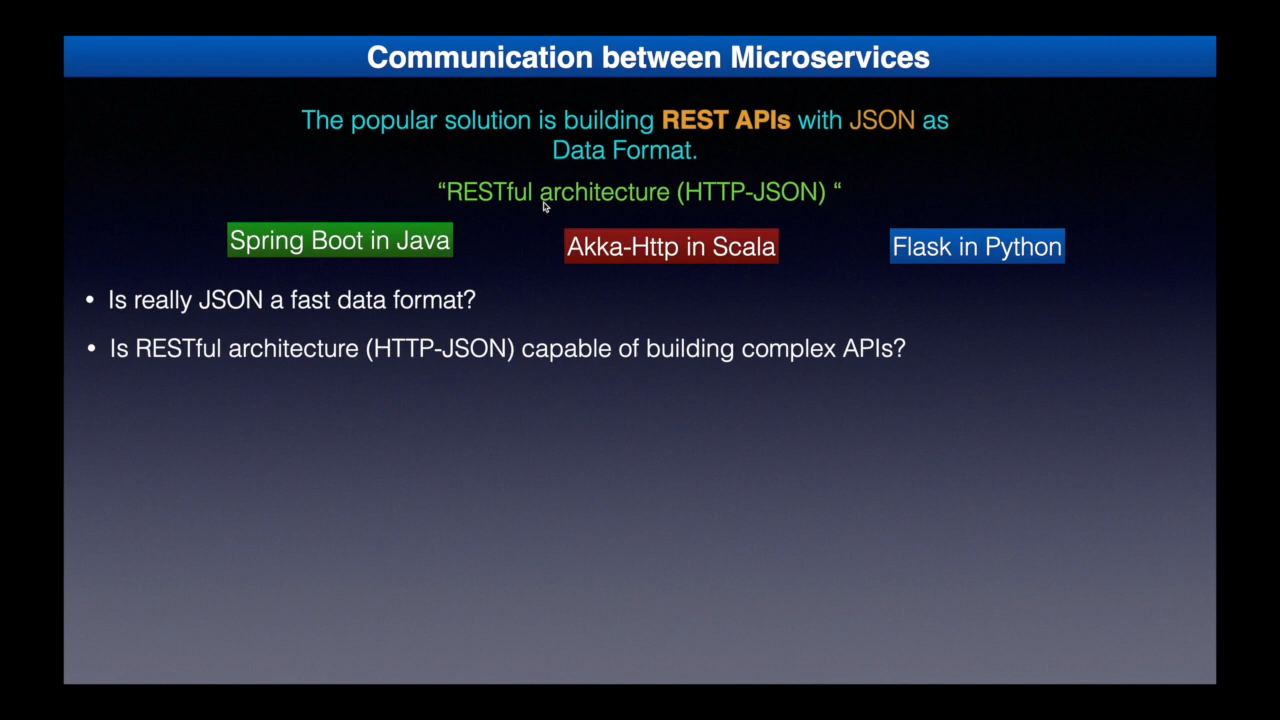 Communication between Microservices
The popular solution is building REST APIs with JSON as
Data Format.
“RESTful architecture (HTTP-JSON) “
Spring Boot in Java
Akka-Http in Scala
Flask in Python
• Is really JSON a fast data format?
• Is RESTful architecture (HTTP-JSON) capable of building complex APIs?